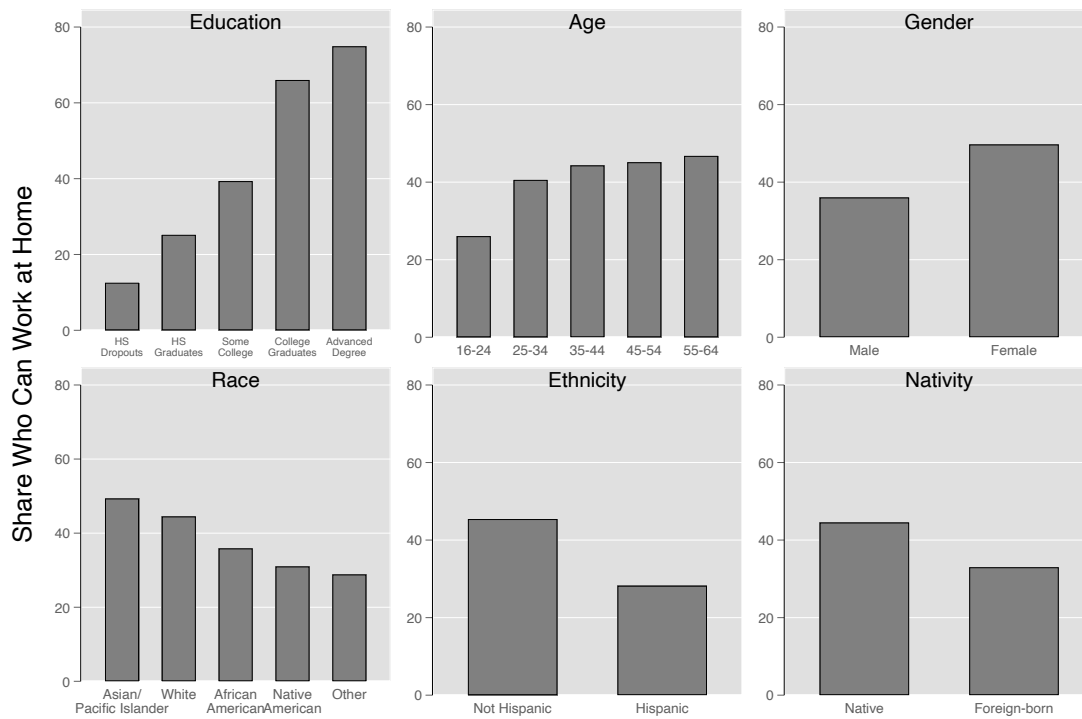 Share Who Can Work at Home
Education
80
60
40
20
0
HS Dropouts
HS Graduates
Some College
College Graduates
Advanced Degree
Age
80
60
40
20
0
16-24
25-34
35-44
45-54
55-64
Gender
80
60
40
20
0
Male
Female
Race
80
60
40
20
0
Asian/
Pacific Islander
White
African
American
Native
American
Other
Ethnicity
80
60
40
20
0
Not Hispanic
Hispanic
Nativity
80
60
40
20
0
Native
Foreign-born